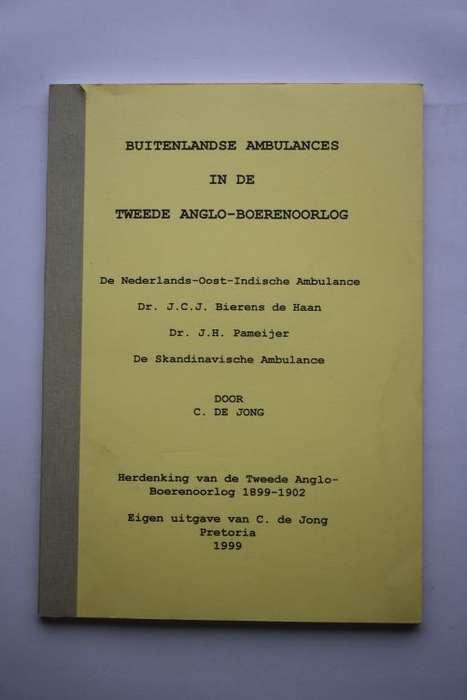 BUITENLANDSE AMBULANCES
IN DE
TWEEDE ANGLO-BOERENOORLOG
De Nederlands-Oost-Indische Ambulance
Dr. J.C.J. Bierens de Haan
Dr. J.H. Pameijer
De Skandinavische Ambulance
DOOR
C. DE JONG
Herdenking van de Tweede Anglo-
Boerenoorlog 1899-1902
Eigen uitgave van C. de Jong
Pretoria
1999